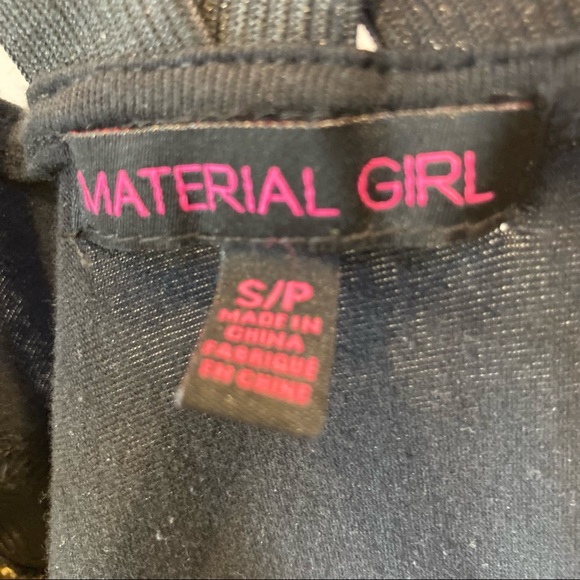 MATERIAL GIRL
S/P
MADE IN
CHINA
FABRIQUE
EN CHINE